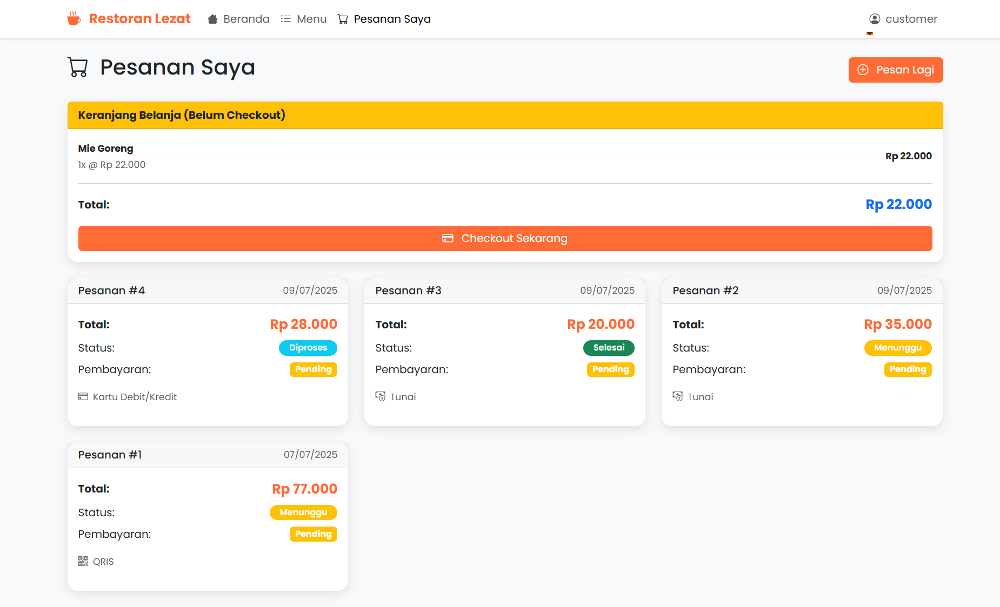 Restoran Lezat Beranda Menu Pesanan Saya customer
Pesanan Saya Pesan Lagi
Keranjang Belanja (Belum Checkout)
Mie Goreng
1x @ Rp 22.000
Rp 22.000
Total: Rp 22.000
Checkout Sekarang
Pesanan #4 09/07/2025
Total: Rp 28.000
Status: Diproses
Pembayaran: Pending
Kartu Debit/Kredit
Pesanan #3 09/07/2025
Total: Rp 20.000
Status: Selesai
Pembayaran: Pending
Tunai
Pesanan #2 09/07/2025
Total: Rp 35.000
Status: Menunggu
Pembayaran: Pending
Tunai
Pesanan #1 07/07/2025
Total: Rp 77.000
Status: Menunggu
Pembayaran: Pending
QRIS